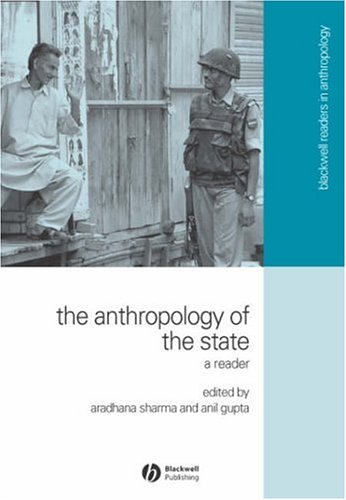 blackwell readers in anthropology
the anthropology of
the state
a reader
edited by
aradhana sharma and anil gupta
Blackwell
Publishing